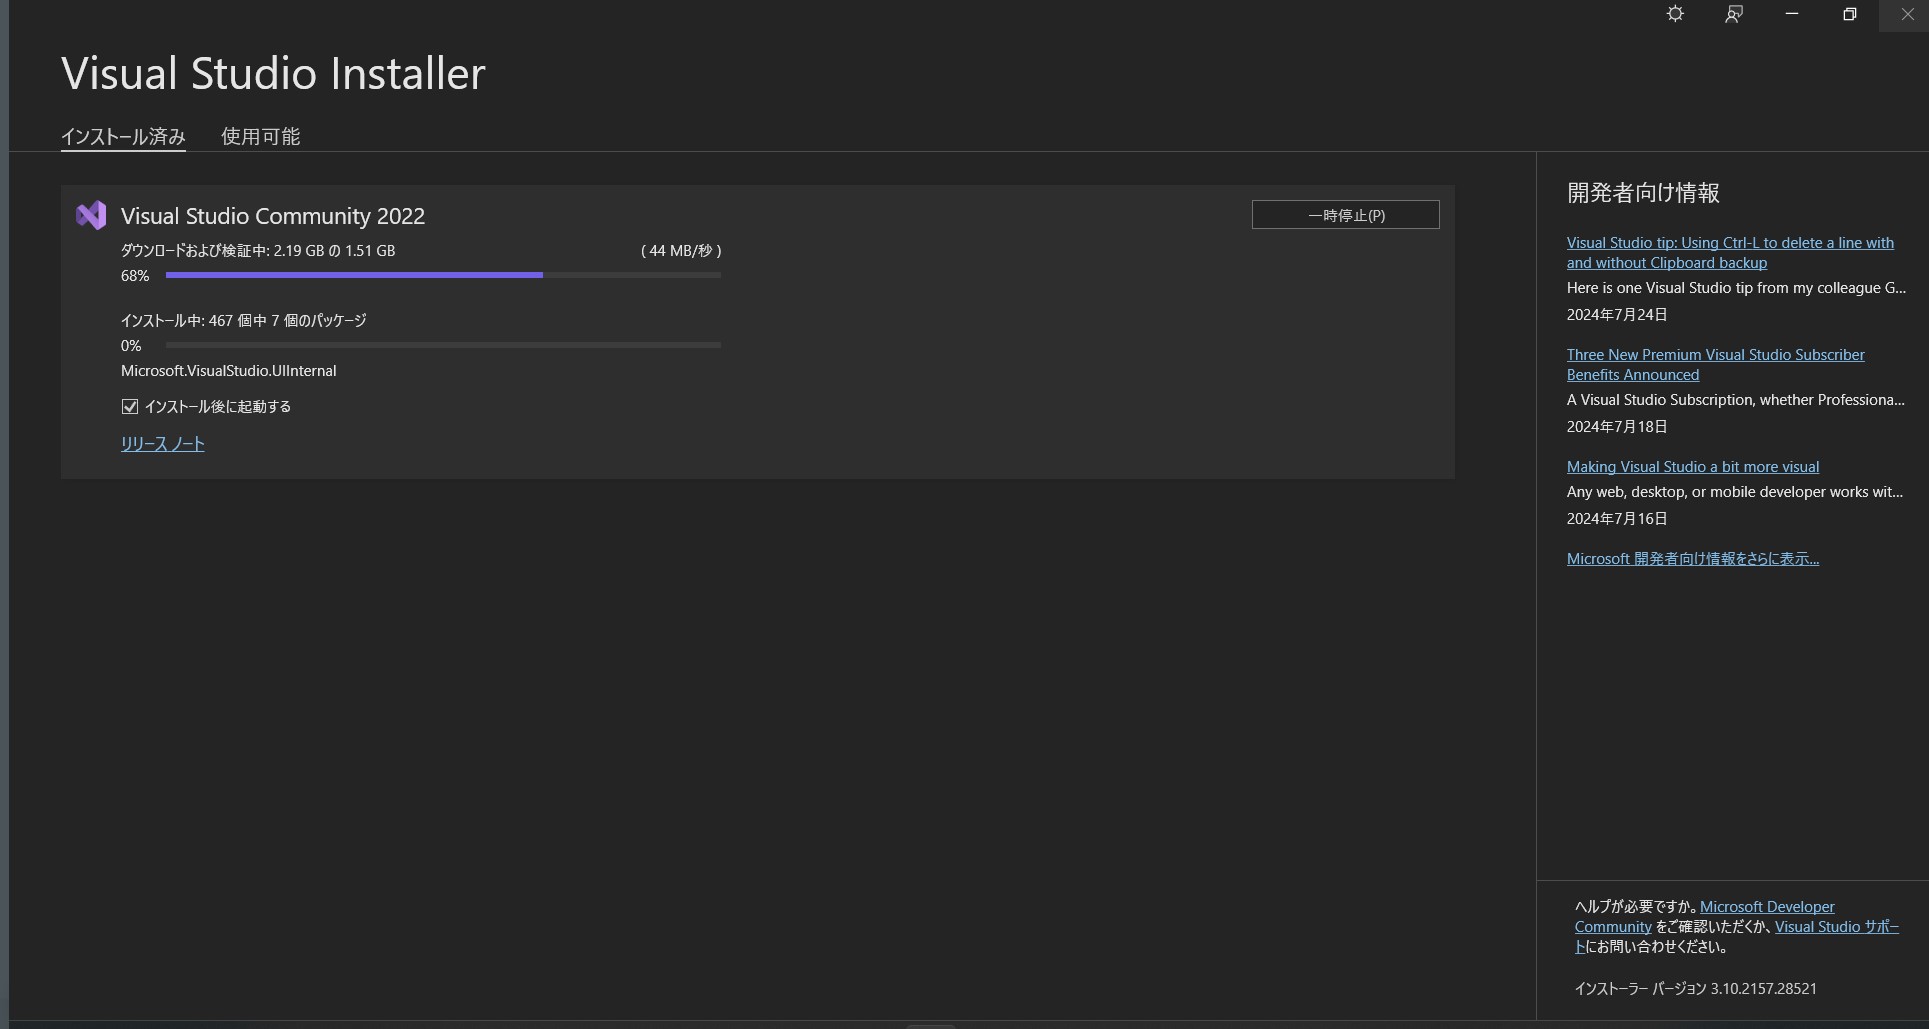 Visual Studio Installer
インストール済み 使用可能
Visual Studio Community 2022
一時停止(P)
ダウンロードおよび検証中: 2.19 GB の 1.51 GB
( 44 MB/秒 )
68%
インストール中: 467 個中 7 個のパッケージ
0%
Microsoft.VisualStudio.UIInternal
インストール後に起動する
リリース ノート
開発者向け情報
Visual Studio tip: Using Ctrl-L to delete a line with
and without Clipboard backup
Here is one Visual Studio tip from my colleague G...
2024年7月24日
Three New Premium Visual Studio Subscriber
Benefits Announced
A Visual Studio Subscription, whether Professiona...
2024年7月18日
Making Visual Studio a bit more visual
Any web, desktop, or mobile developer works wit...
2024年7月16日
Microsoft 開発者向け情報をさらに表示...
ヘルプが必要ですか。Microsoft Developer
Community をご確認いただくか、Visual Studio サポー
トにお問い合わせください。
インストーラー バージョン 3.10.2157.28521